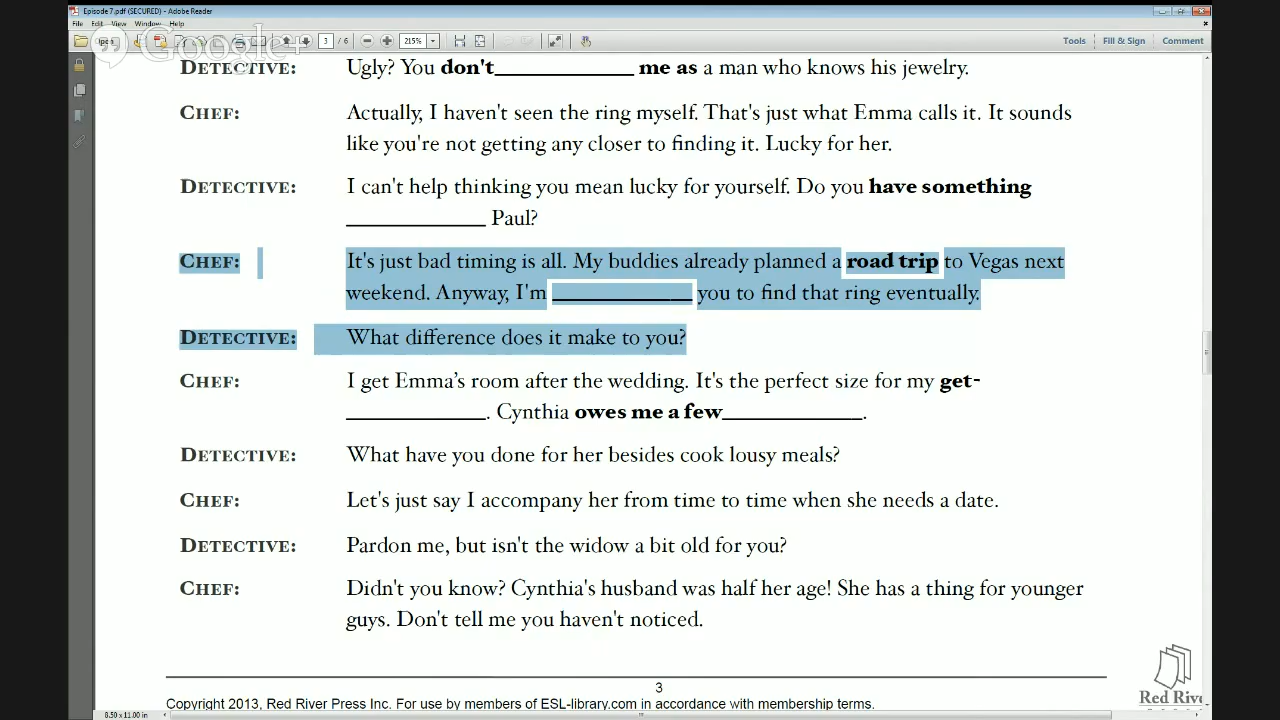 Episode 7.pdf (SECURED) - Adobe Reader
File Edit View Window Help
Google+
Open 3 / 6 215% Tools Fill & Sign Comment
DETECTIVE: Ugly? You don't______________ me as a man who knows his jewelry.
CHEF: Actually, I haven't seen the ring myself. That's just what Emma calls it. It sounds
like you're not getting any closer to finding it. Lucky for her.
DETECTIVE: I can't help thinking you mean lucky for yourself. Do you have something
______________ Paul?
CHEF: It's just bad timing is all. My buddies already planned a road trip to Vegas next
weekend. Anyway, I'm ______________ you to find that ring eventually.
DETECTIVE: What difference does it make to you?
CHEF: I get Emma’s room after the wedding. It's the perfect size for my get-
______________. Cynthia owes me a few______________.
DETECTIVE: What have you done for her besides cook lousy meals?
CHEF: Let's just say I accompany her from time to time when she needs a date.
DETECTIVE: Pardon me, but isn't the widow a bit old for you?
CHEF: Didn't you know? Cynthia's husband was half her age! She has a thing for younger
guys. Don't tell me you haven't noticed.
3
Red Rive
Copyright 2013, Red River Press Inc. For use by members of ESL-library.com in accordance with membership terms.
8.50 x 11.00 in